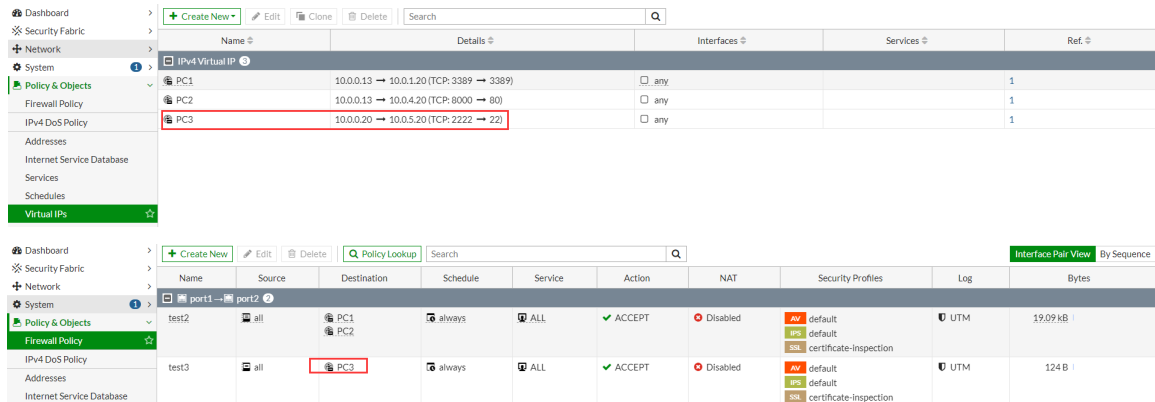 Dashboard
Security Fabric
Network
System 1
Policy & Objects
Firewall Policy
IPv4 DoS Policy
Addresses
Internet Service Database
Services
Schedules
Virtual IPs
+ Create New Edit Clone Delete Search
Name Details Interfaces Services Ref.
IPv4 Virtual IP 3
PC1 10.0.0.13 → 10.0.1.20 (TCP: 3389 → 3389) any 1
PC2 10.0.0.13 → 10.0.4.20 (TCP: 8000 → 80) any 1
PC3 10.0.0.20 → 10.0.5.20 (TCP: 2222 → 22) any 1
Dashboard
Security Fabric
Network
System 1
Policy & Objects
Firewall Policy
IPv4 DoS Policy
Addresses
Internet Service Database
+ Create New Edit Delete Policy Lookup Search Interface Pair View By Sequence
Name Source Destination Schedule Service Action NAT Security Profiles Log Bytes
port1 → port2 2
test2 all PC1 always ALL ACCEPT Disabled AV default UTM 19.09 kB
PC2 IPS default
SSL certificate-inspection
test3 all PC3 always ALL ACCEPT Disabled AV default UTM 124 B
IPS default
SSL certificate-inspection